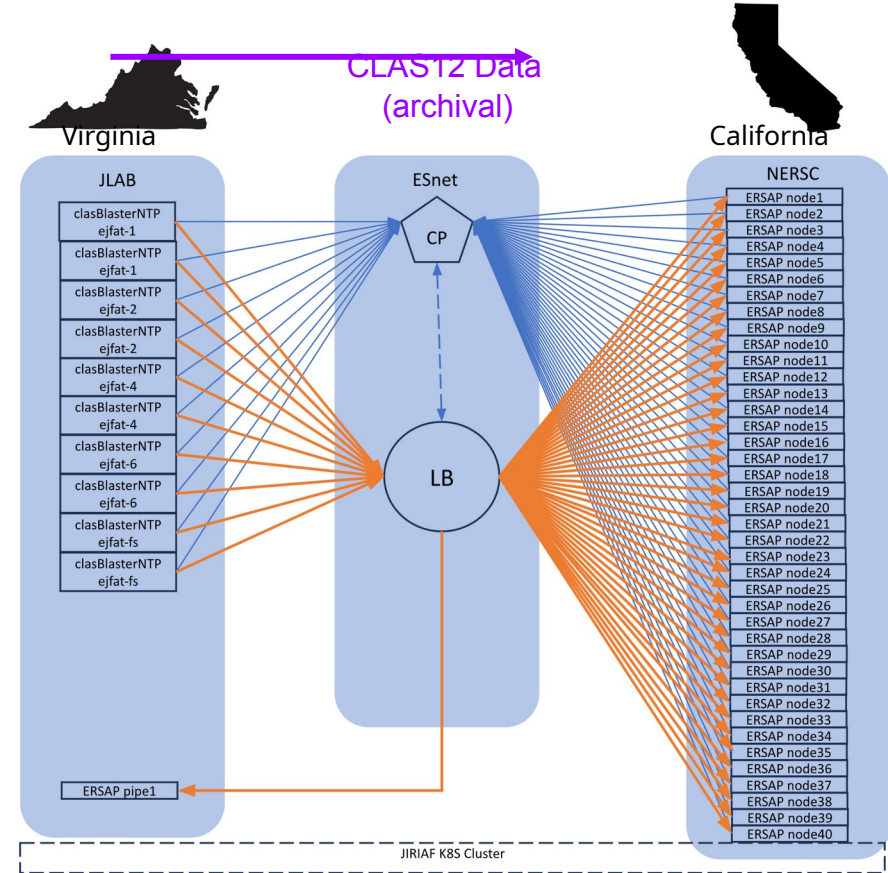 CLAS12 Data
(archival)
Virginia
California
JLAB
clasBlasterNTP
ejfat-1
clasBlasterNTP
ejfat-1
clasBlasterNTP
ejfat-2
clasBlasterNTP
ejfat-2
clasBlasterNTP
ejfat-4
clasBlasterNTP
ejfat-4
clasBlasterNTP
ejfat-6
clasBlasterNTP
ejfat-6
clasBlasterNTP
ejfat-fs
clasBlasterNTP
ejfat-fs
ERSAP pipe1
ESnet
CP
LB
NERSC
ERSAP node1
ERSAP node2
ERSAP node3
ERSAP node4
ERSAP node5
ERSAP node6
ERSAP node7
ERSAP node8
ERSAP node9
ERSAP node10
ERSAP node11
ERSAP node12
ERSAP node13
ERSAP node14
ERSAP node15
ERSAP node16
ERSAP node17
ERSAP node18
ERSAP node19
ERSAP node20
ERSAP node21
ERSAP node22
ERSAP node23
ERSAP node24
ERSAP node25
ERSAP node26
ERSAP node27
ERSAP node28
ERSAP node29
ERSAP node30
ERSAP node31
ERSAP node32
ERSAP node33
ERSAP node34
ERSAP node35
ERSAP node36
ERSAP node37
ERSAP node38
ERSAP node39
ERSAP node40
JIRIAF K8S Cluster